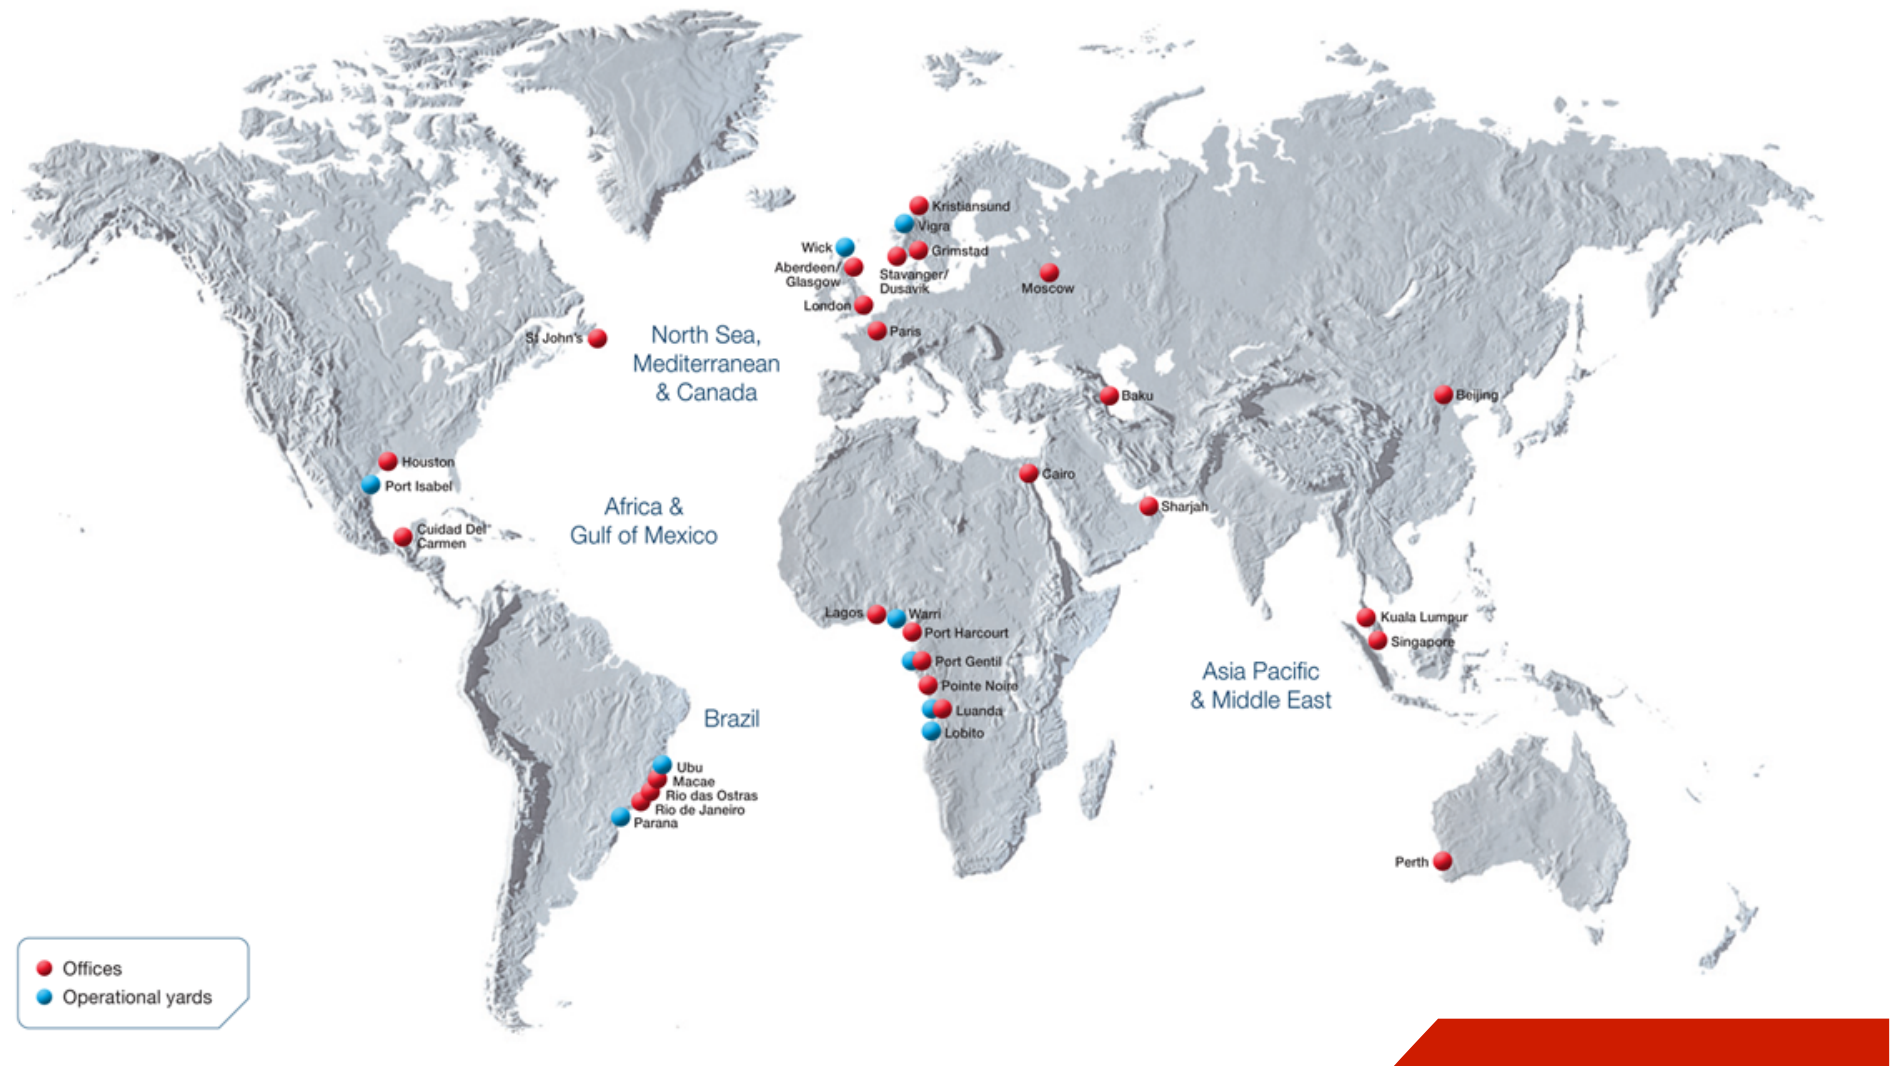 Kristiansund
Vigra
Wick
Grimstad
Aberdeen/
Glasgow
Stavanger/
Dusavik
Moscow
London
Paris
St John's
North Sea,
Mediterranean
& Canada
Baku
Beijing
Houston
Port Isabel
Cairo
Sharjah
Cuidad Del
Carmen
Africa &
Gulf of Mexico
Lagos
Warri
Port Harcourt
Port Gentil
Pointe Noire
Luanda
Lobito
Kuala Lumpur
Singapore
Asia Pacific
& Middle East
Brazil
Ubu
Macae
Rio das Ostras
Rio de Janeiro
Parana
Perth
Offices
Operational yards